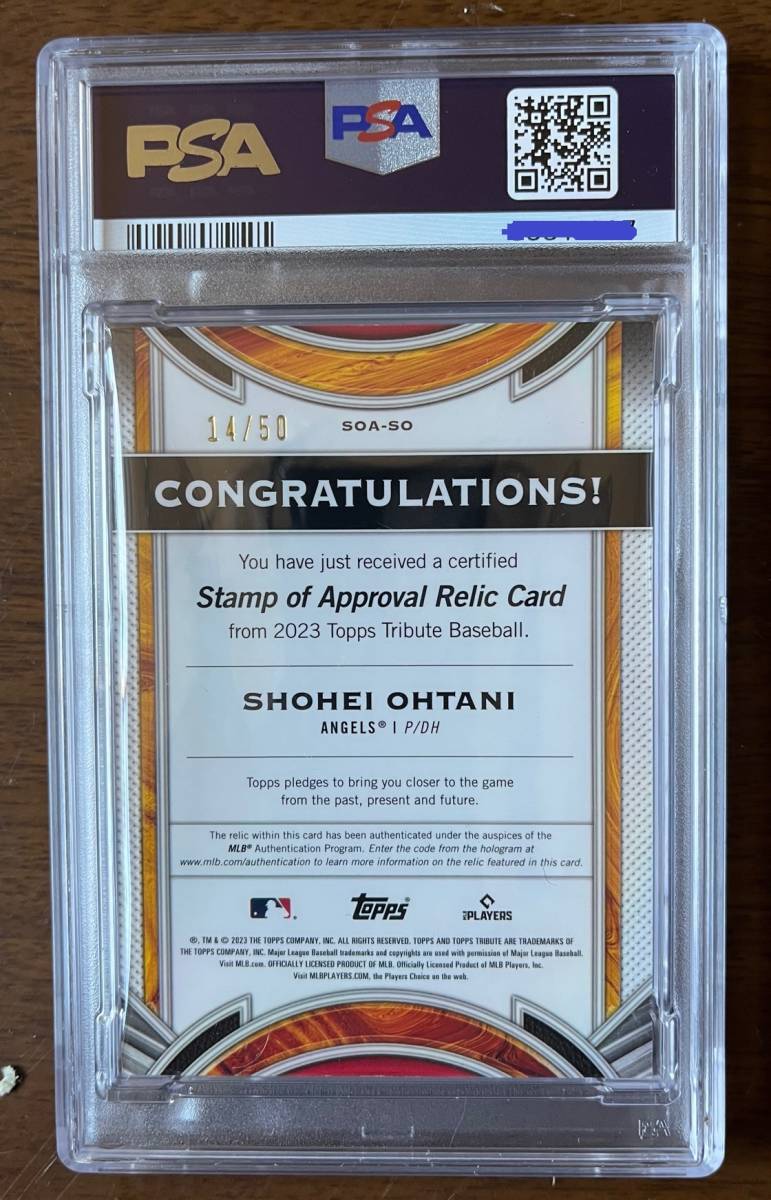 PSA
PSA
14/50
SOA-SO
CONGRATULATIONS!
You have just received a certified
Stamp of Approval Relic Card
from 2023 Topps Tribute Baseball.
SHOHEI OHTANI
ANGELS® | P/DH
Topps pledges to bring you closer to the game
from the past, present and future.
The relic within this card has been authenticated under the auspices of the
MLB® Authentication Program. Enter the code from the hologram at
www.mlb.com/authentication to learn more information on the relic featured in this card.
topps
MLB PLAYERS
®, TM & © 2023 THE TOPPS COMPANY, INC. ALL RIGHTS RESERVED. TOPPS AND TOPPS TRIBUTE ARE TRADEMARKS OF
THE TOPPS COMPANY, INC. Major League Baseball trademarks and copyrights are used with permission of Major League Baseball.
Visit MLB.com. OFFICIALLY LICENSED PRODUCT OF MLB. Officially Licensed Product of MLB Players, Inc.
Visit MLBPLAYERS.COM, the Players Choice on the web.